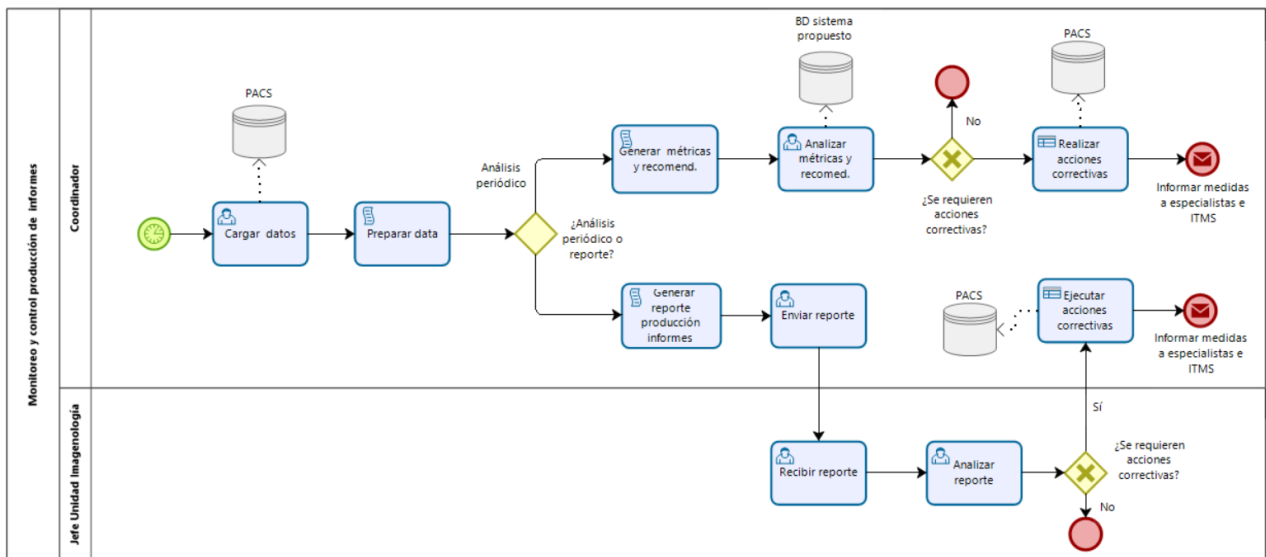 Monitoreo y control producción de informes
Coordinador
PACS
Cargar datos
Preparar data
Análisis
periódico
¿Análisis
periódico o
reporte?
Generar métricas
y recomend.
BD sistema
propuesto
Analizar
métricas y
recomed.
No
¿Se requieren
acciones
correctivas?
PACS
Realizar
acciones
correctivas
Informar medidas
a especialistas e
ITMS
Generar
reporte
producción
informes
Enviar reporte
PACS
Ejecutar
acciones
correctivas
Informar medidas
a especialistas e
ITMS
Jefe Unidad Imagenología
Recibir reporte
Analizar
reporte
Sí
¿Se requieren
acciones
correctivas?
No